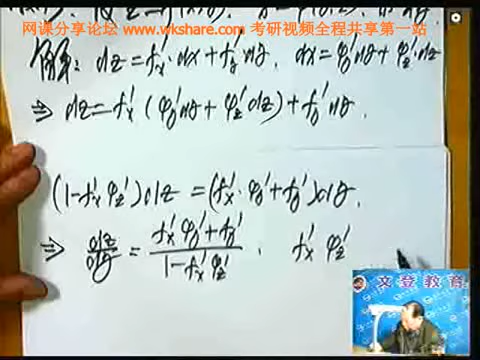 网课分享论坛 www.wkshare.com 考研视频全程共享第一站
解: dz = f'x · dx + f'y dy, dx = φ'y dy + φ'z dz
⇒ dz = f'x (φ'y dy + φ'z dz) + f'y dy.
(1 - f'x φ'z) dz = (f'x · φ'y + f'y) dy.
⇒ dz/dy = (f'x φ'y + f'y)/(1 - f'x φ'z) . f'x φ'z
文登教育